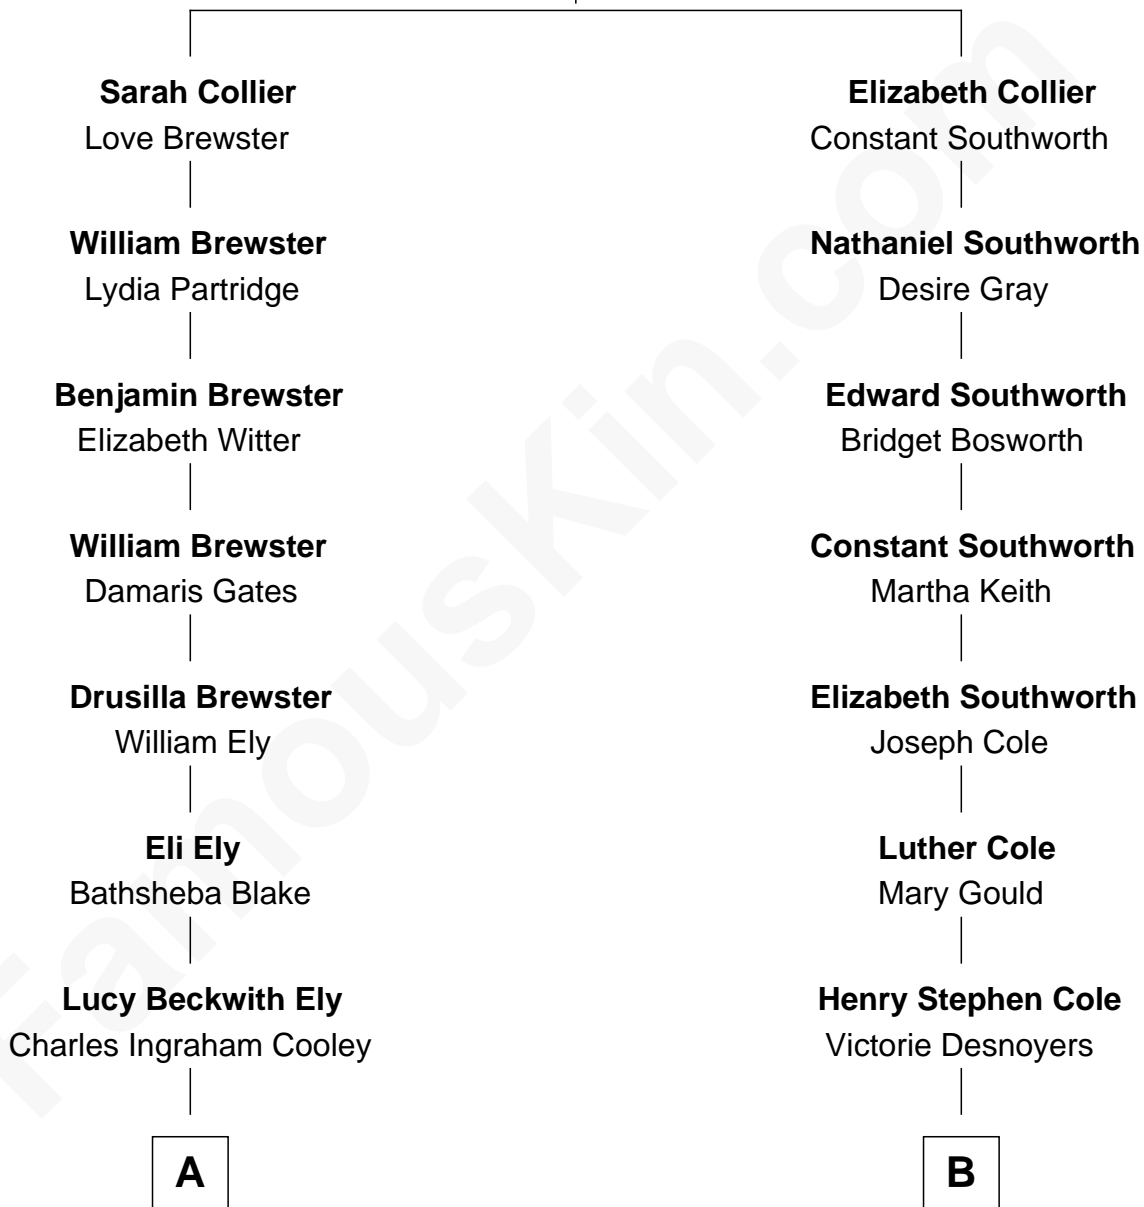 Sarah Collier
Love Brewster
William Brewster
Lydia Partridge
Benjamin Brewster
Elizabeth Witter
William Brewster
Damaris Gates
Drusilla Brewster
William Ely
Eli Ely
Bathsheba Blake
Lucy Beckwith Ely
Charles Ingraham Cooley
A
Elizabeth Collier
Constant Southworth
Nathaniel Southworth
Desire Gray
Edward Southworth
Bridget Bosworth
Constant Southworth
Martha Keith
Elizabeth Southworth
Joseph Cole
Luther Cole
Mary Gould
Henry Stephen Cole
Victorie Desnoyers
B
FamousKin.com